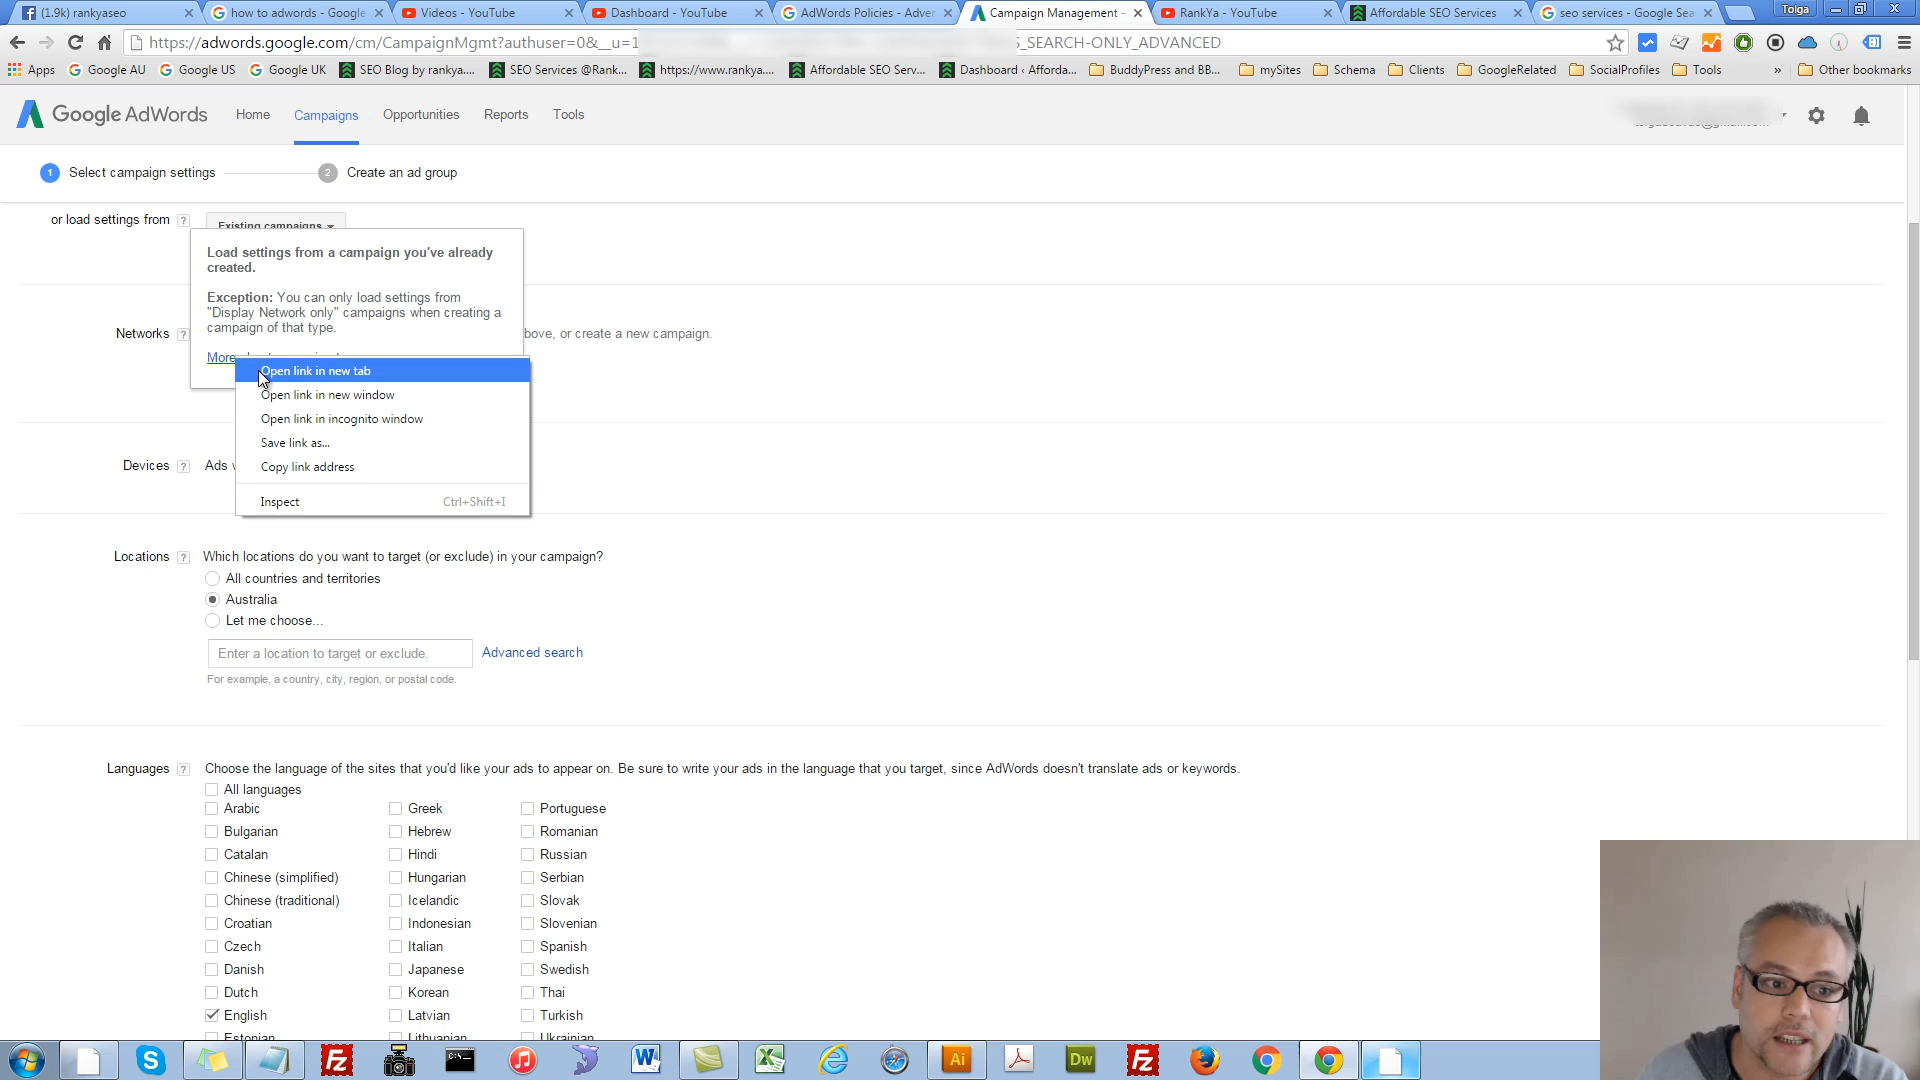 (1.9k) rankyaseo
how to adwords - Google
Videos - YouTube
Dashboard - YouTube
AdWords Policies - Adver
Campaign Management -
RankYa - YouTube
Affordable SEO Services
seo services - Google Sea
Tolga
https://adwords.google.com/cm/CampaignMgmt?authuser=0&__u=1
_SEARCH-ONLY_ADVANCED
Apps
Google AU
Google US
Google UK
SEO Blog by rankya....
SEO Services @Rank...
https://www.rankya....
Affordable SEO Serv...
Dashboard ‹ Afforda...
BuddyPress and BB...
mySites
Schema
Clients
GoogleRelated
SocialProfiles
Tools
»
Other bookmarks
Google AdWords
Home
Campaigns
Opportunities
Reports
Tools
1 Select campaign settings
2 Create an ad group
or load settings from ?
Existing campaigns
Load settings from a campaign you've already
created.
Exception: You can only load settings from
"Display Network only" campaigns when creating a
campaign of that type.
More
Networks ?
bove, or create a new campaign.
Open link in new tab
Open link in new window
Open link in incognito window
Save link as...
Copy link address
Inspect Ctrl+Shift+I
Devices ? Ads
Locations ? Which locations do you want to target (or exclude) in your campaign?
All countries and territories
Australia
Let me choose...
Enter a location to target or exclude.
Advanced search
For example, a country, city, region, or postal code.
Languages ? Choose the language of the sites that you'd like your ads to appear on. Be sure to write your ads in the language that you target, since AdWords doesn't translate ads or keywords.
All languages
Arabic Greek Portuguese
Bulgarian Hebrew Romanian
Catalan Hindi Russian
Chinese (simplified) Hungarian Serbian
Chinese (traditional) Icelandic Slovak
Croatian Indonesian Slovenian
Czech Italian Spanish
Danish Japanese Swedish
Dutch Korean Thai
English Latvian Turkish
Estonian Lithuanian Ukrainian
Fz
C:\
W
Ai
Dw
Fz